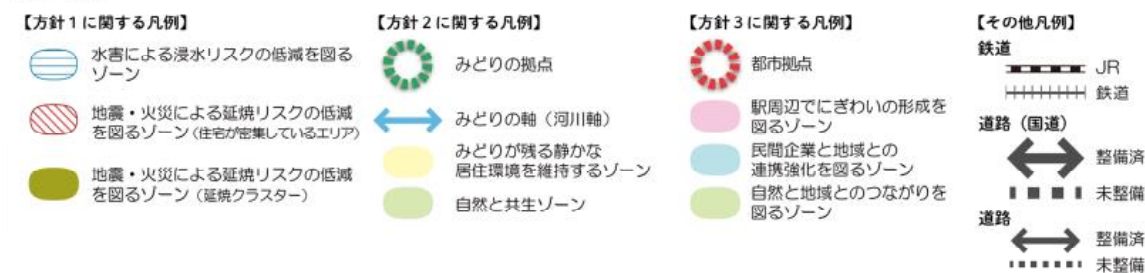 【方針１に関する凡例】
水害による浸水リスクの低減を図る
ゾーン
地震・火災による延焼リスクの低減
を図るゾーン（住宅が密集しているエリア）
地震・火災による延焼リスクの低減
を図るゾーン（延焼クラスター）
【方針２に関する凡例】
みどりの拠点
みどりの軸（河川軸）
みどりが残る静かな
居住環境を維持するゾーン
自然と共生ゾーン
【方針３に関する凡例】
都市拠点
駅周辺でにぎわいの形成を
図るゾーン
民間企業と地域との
連携強化を図るゾーン
自然と地域とのつながりを
図るゾーン
【その他凡例】
鉄道
JR
鉄道
道路（国道）
整備済
未整備
道路
整備済
未整備